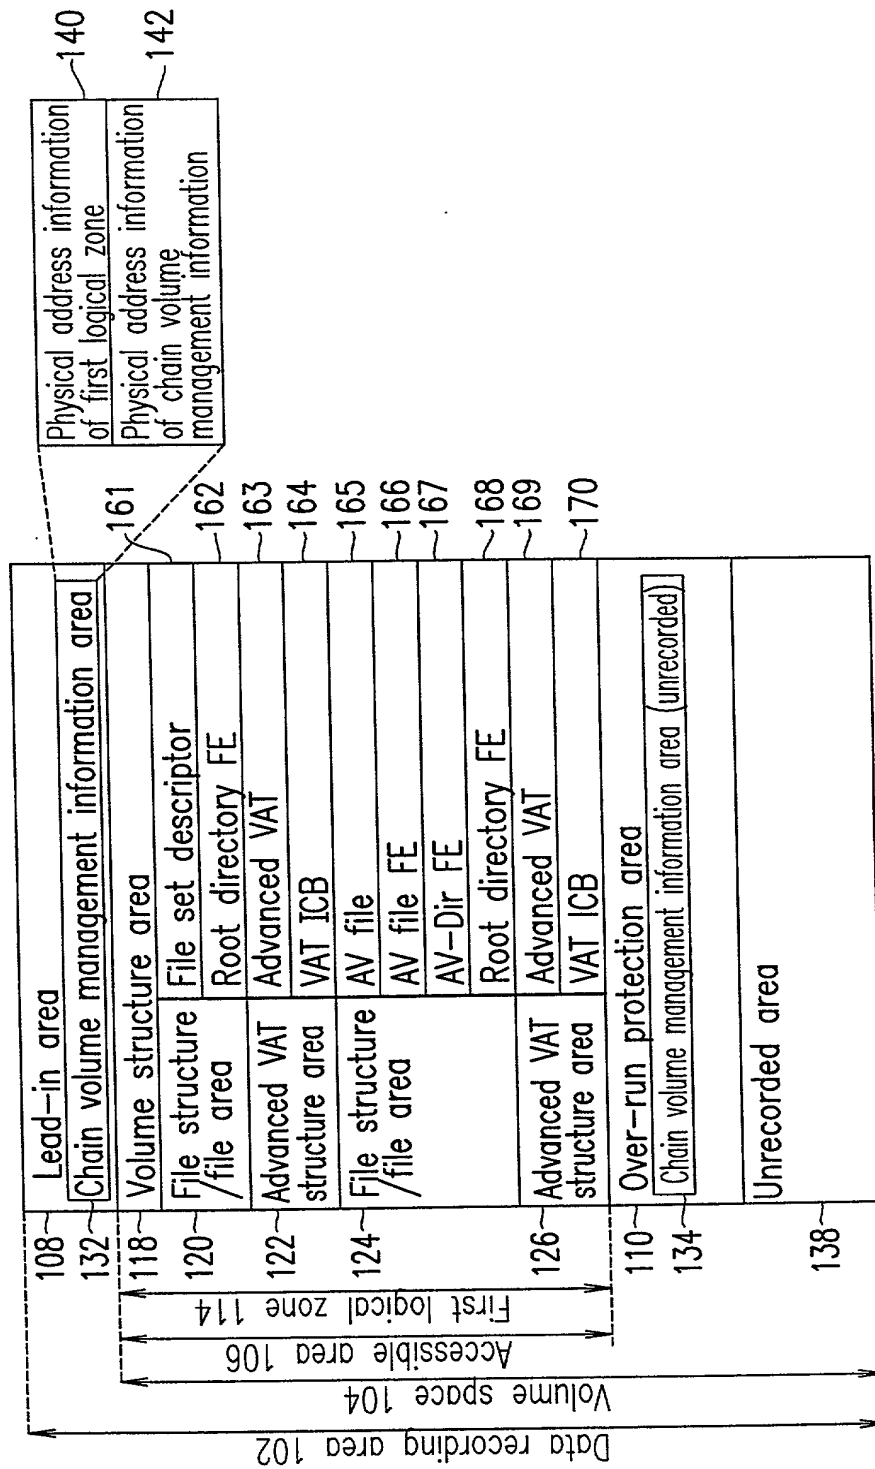 Data recording area 102
Volume space 104
Accessible area 106
First logical zone 114
108
Lead-in area
132
Chain volume management information area
118
Volume structure area
120
File structure
/file area
File set descriptor
161
Root directory FE
162
122
Advanced VAT
structure area
Advanced VAT
163
VAT ICB
164
124
File structure
/file area
AV file
165
AV file FE
166
AV-Dir FE
167
Root directory FE
168
126
Advanced VAT
structure area
Advanced VAT
169
VAT ICB
170
110
Over-run protection area
134
Chain volume management information area (unrecorded)
138
Unrecorded area
Physical address information
of first logical zone
140
Physical address information
of chain volume
management information
142